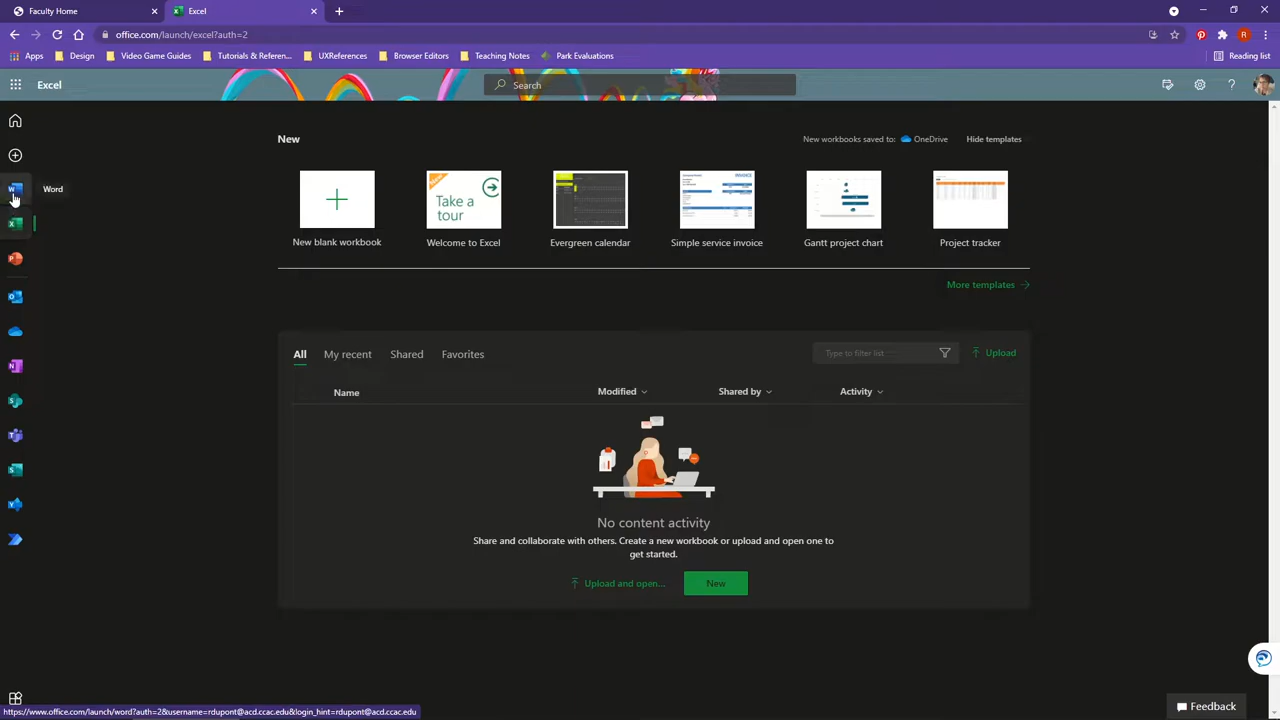 Faculty Home
Excel
office.com/launch/excel?auth=2
Apps
Design
Video Game Guides
Tutorials & Referen...
UXReferences
Browser Editors
Teaching Notes
Park Evaluations
Reading list
Excel
Search
New
New workbooks saved to:
OneDrive
Hide templates
Word
Take a
tour
INVOICE
New blank workbook
Welcome to Excel
Evergreen calendar
Simple service invoice
Gantt project chart
Project tracker
More templates
All
My recent
Shared
Favorites
Type to filter list
Upload
Name
Modified
Shared by
Activity
No content activity
Share and collaborate with others. Create a new workbook or upload and open one to
get started.
Upload and open...
New
https://www.office.com/launch/word?auth=2&username=rdupont@acd.ccac.edu&login_hint=rdupont@acd.ccac.edu
Feedback